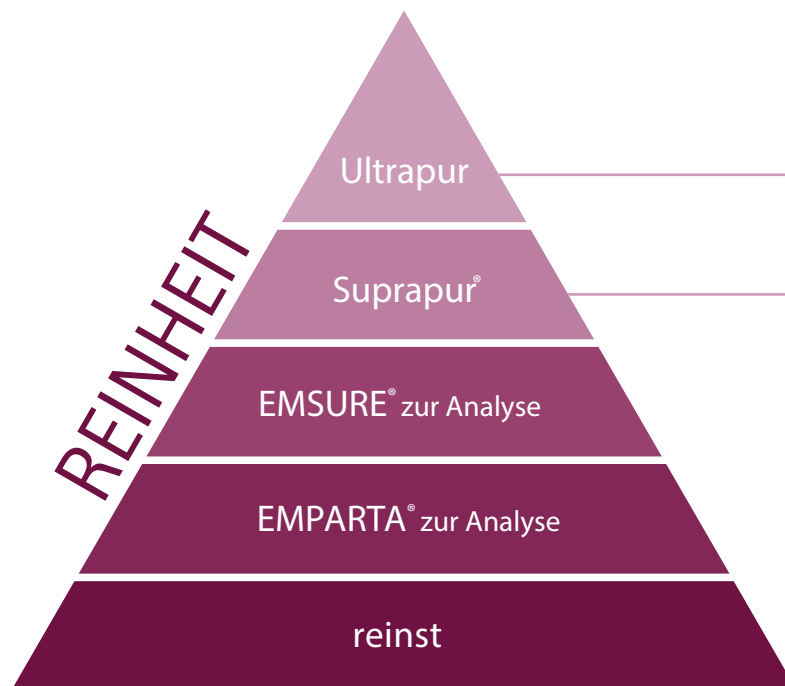 REINHEIT
Ultrapur
Suprapur®
EMSURE® zur Analyse
EMPARTA® zur Analyse
reinst